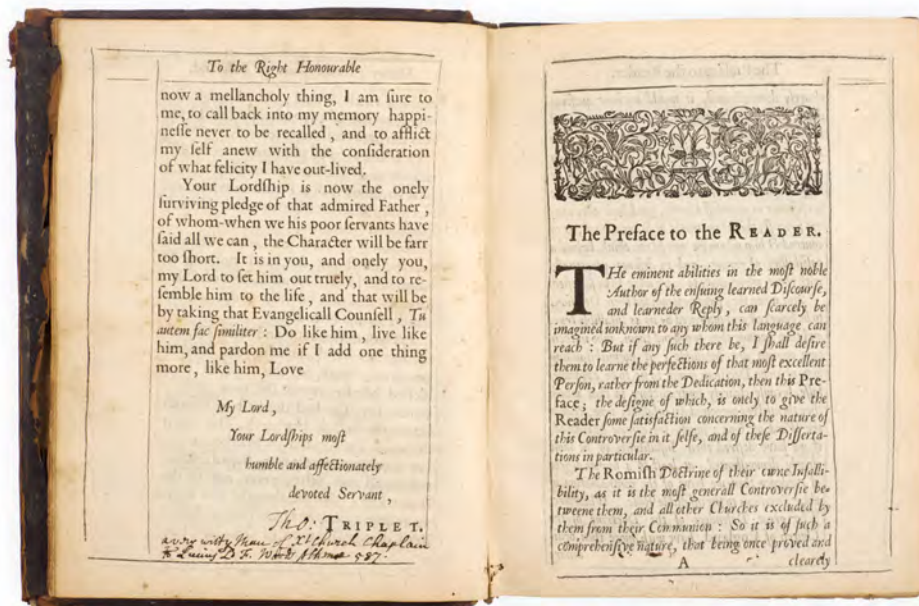 To the Right Honourable
now a mellancholy thing, I am ſure to
me, to call back into my memory happi-
neſſe never to be recalled, and to afflict
my ſelf anew with the conſideration
of what felicity I have out-lived.
Your Lordſhip is now the onely
ſurviving pledge of that admired Father,
of whom-when we his poor ſervants have
ſaid all we can, the Character will be farr
too ſhort. It is in you, and onely you,
my Lord to ſet him out truely, and to re-
ſemble him to the life, and that will be
by taking that Evangelicall Counſell, Tu
autem fac ſimiliter: Do like him, live like
him, and pardon me if I add one thing
more, like him, Love
My Lord,
Your Lordſhips moſt
humble and affectionately
devoted Servant,
Tho: TRIPLET.
a very witty Man of Xt Church Chaplain
to D F. Wood Athenæ 587.
The Preface to the READER.
THe eminent abilities in the moſt noble
Author of the enſuing learned Diſcourſe,
and learneder Reply, can ſcarcely be
imagined unknown to any whom this language can
reach: But if any ſuch there be, I ſhall deſire
them to learne the perfections of that moſt excellent
Perſon, rather from the Dedication, then this Pre-
face; the deſigne of which, is onely to give the
Reader ſome ſatisfaction concerning the nature of
this Controverſie in it ſelfe, and of theſe Diſſerta-
tions in particular.
The Romiſh Doctrine of their owne Infalli-
bility, as it is the moſt generall Controverſie be-
tweene them, and all other Churches excluded by
them from their Communion: So it is of ſuch a
comprehenſive nature, that being once proved and
A clearely